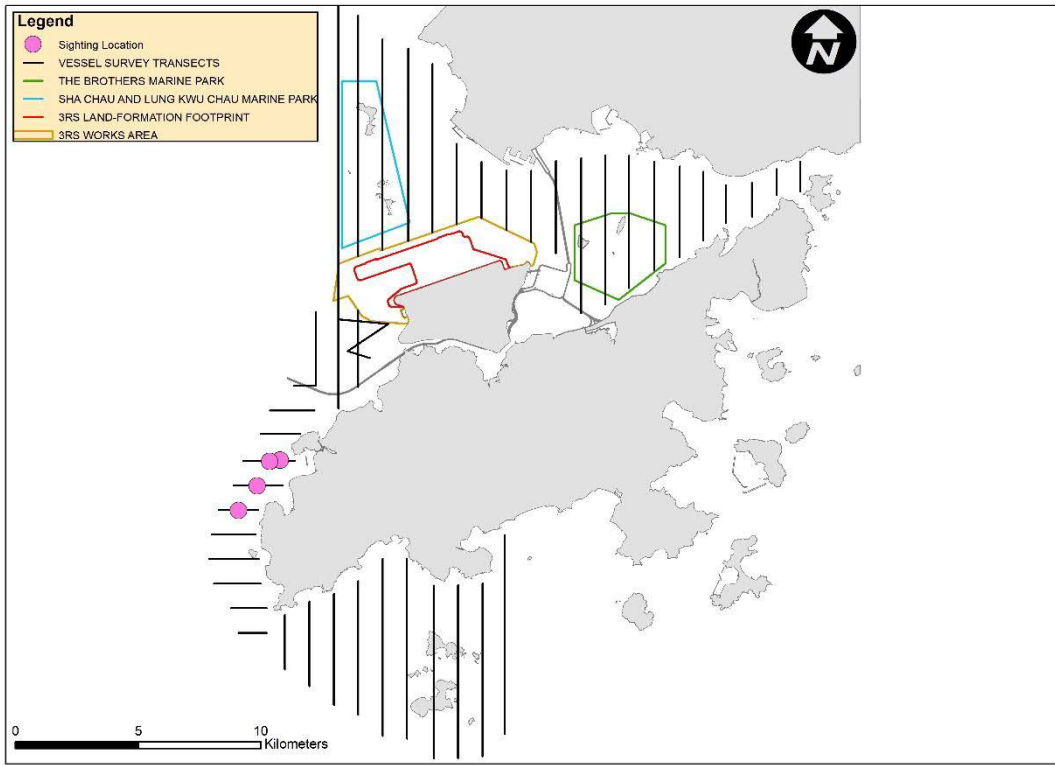 Legend
Sighting Location
VESSEL SURVEY TRANSECTS
THE BROTHERS MARINE PARK
SHA CHAU AND LUNG KWU CHAU MARINE PARK
3RS LAND-FORMATION FOOTPRINT
3RS WORKS AREA
N
0 5 10
Kilometers